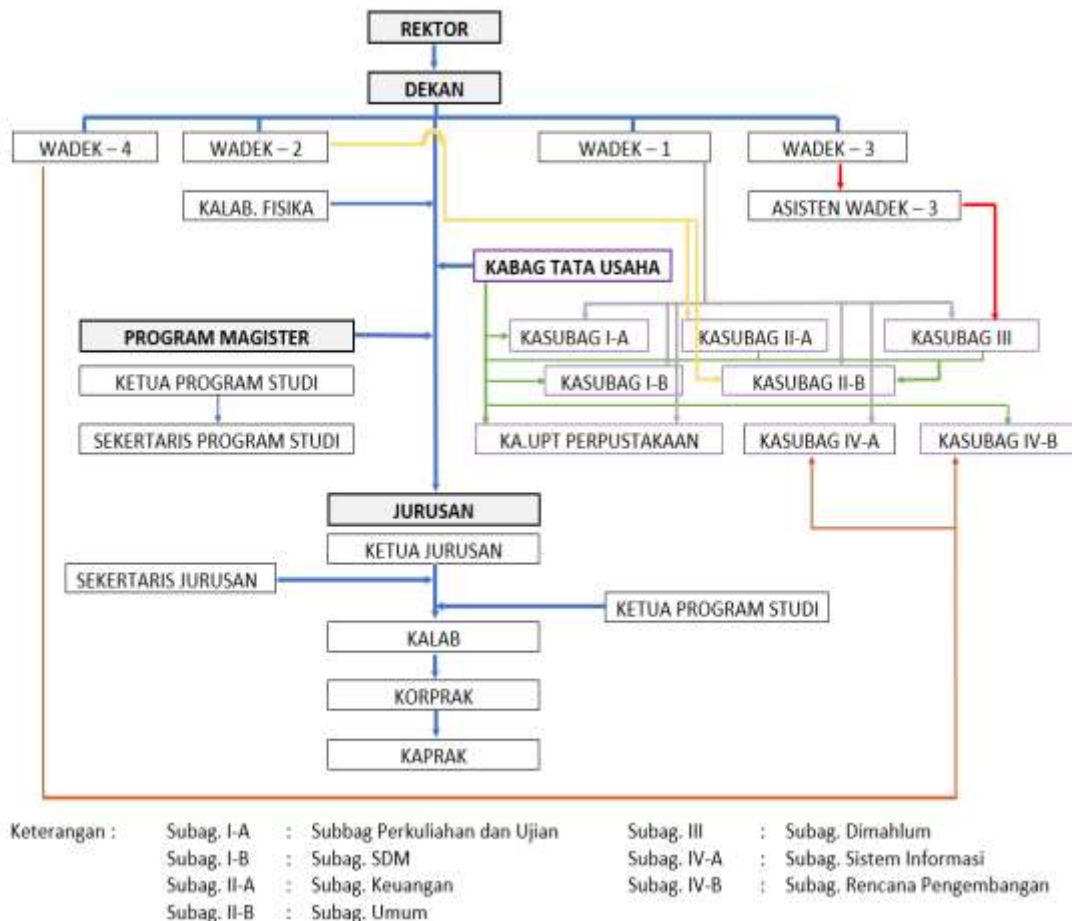 REKTOR
DEKAN
WADEK – 4
WADEK – 2
WADEK – 1
WADEK – 3
KALAB. FISIKA
ASISTEN WADEK – 3
KABAG TATA USAHA
PROGRAM MAGISTER
KASUBAG I-A
KASUBAG II-A
KASUBAG III
KETUA PROGRAM STUDI
KASUBAG I-B
KASUBAG II-B
SEKERTARIS PROGRAM STUDI
KA.UPT PERPUSTAKAAN
KASUBAG IV-A
KASUBAG IV-B
JURUSAN
KETUA JURUSAN
SEKERTARIS JURUSAN
KETUA PROGRAM STUDI
KALAB
KORPRAK
KAPRAK
Keterangan : Subag. I-A : Subbag Perkuliahan dan Ujian Subag. III : Subag. Dimahlum
Subag. I-B : Subag. SDM Subag. IV-A : Subag. Sistem Informasi
Subag. II-A : Subag. Keuangan Subag. IV-B : Subag. Rencana Pengembangan
Subag. II-B : Subag. Umum